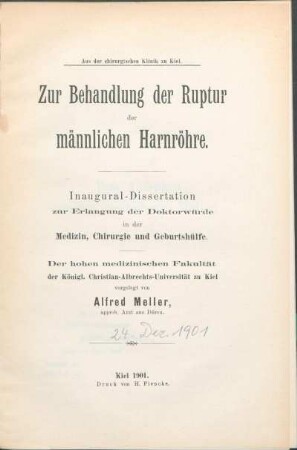 Aus der chirurgischen Klinik zu Kiel.
Zur Behandlung der Ruptur
der
männlichen Harnröhre.
Inaugural-Dissertation
zur Erlangung der Doktorwürde
in der
Medizin, Chirurgie und Geburtshülfe.
Der hohen medizinischen Fakultät
der Königl. Christian-Albrechts-Universität zu Kiel
vorgelegt von
Alfred Meller,
approb. Arzt aus Düren.
24. Dez. 1901
Kiel 1901.
Druck von H. Fiencke.